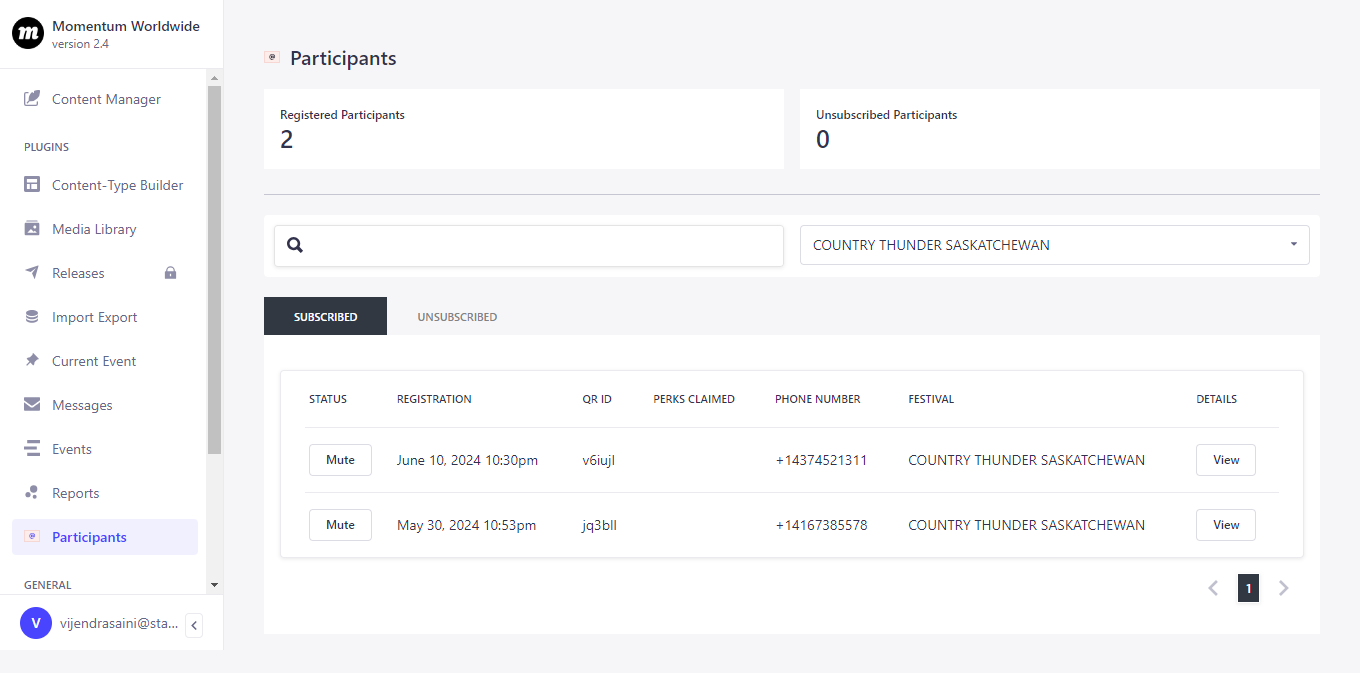 m
Momentum Worldwide
version 2.4
Content Manager
PLUGINS
Content-Type Builder
Media Library
Releases
Import Export
Current Event
Messages
Events
Reports
Participants
GENERAL
V vijendrasaini@sta...
Participants
Registered Participants
2
Unsubscribed Participants
0
COUNTRY THUNDER SASKATCHEWAN
SUBSCRIBED UNSUBSCRIBED
STATUS REGISTRATION QR ID PERKS CLAIMED PHONE NUMBER FESTIVAL DETAILS
Mute June 10, 2024 10:30pm v6iujl +14374521311 COUNTRY THUNDER SASKATCHEWAN View
Mute May 30, 2024 10:53pm jq3bll +14167385578 COUNTRY THUNDER SASKATCHEWAN View
1